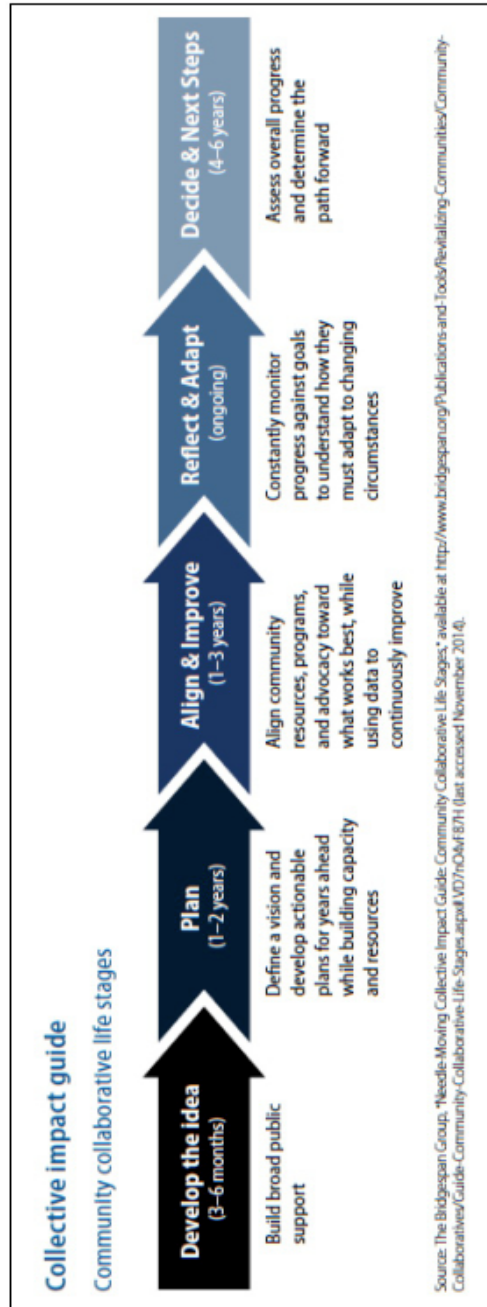 Collective impact guide
Community collaborative life stages
Develop the idea
(3–6 months)
Build broad public
support
Plan
(1–2 years)
Define a vision and
develop actionable
plans for years ahead
while building capacity
and resources
Align & Improve
(1–3 years)
Align community
resources, programs,
and advocacy toward
what works best, while
using data to
continuously improve
Reflect & Adapt
(ongoing)
Constantly monitor
progress against goals
to understand how they
must adapt to changing
circumstances
Decide & Next Steps
(4–6 years)
Assess overall progress
and determine the
path forward
Source: The Bridgespan Group, "Needle-Moving Collective Impact Guide: Community Collaborative Life Stages," available at http://www.bridgespan.org/Publications-and-Tools/Revitalizing-Communities/Community-
Collaboratives/Guide-Community-Collaborative-Life-Stages (last accessed November 2014).